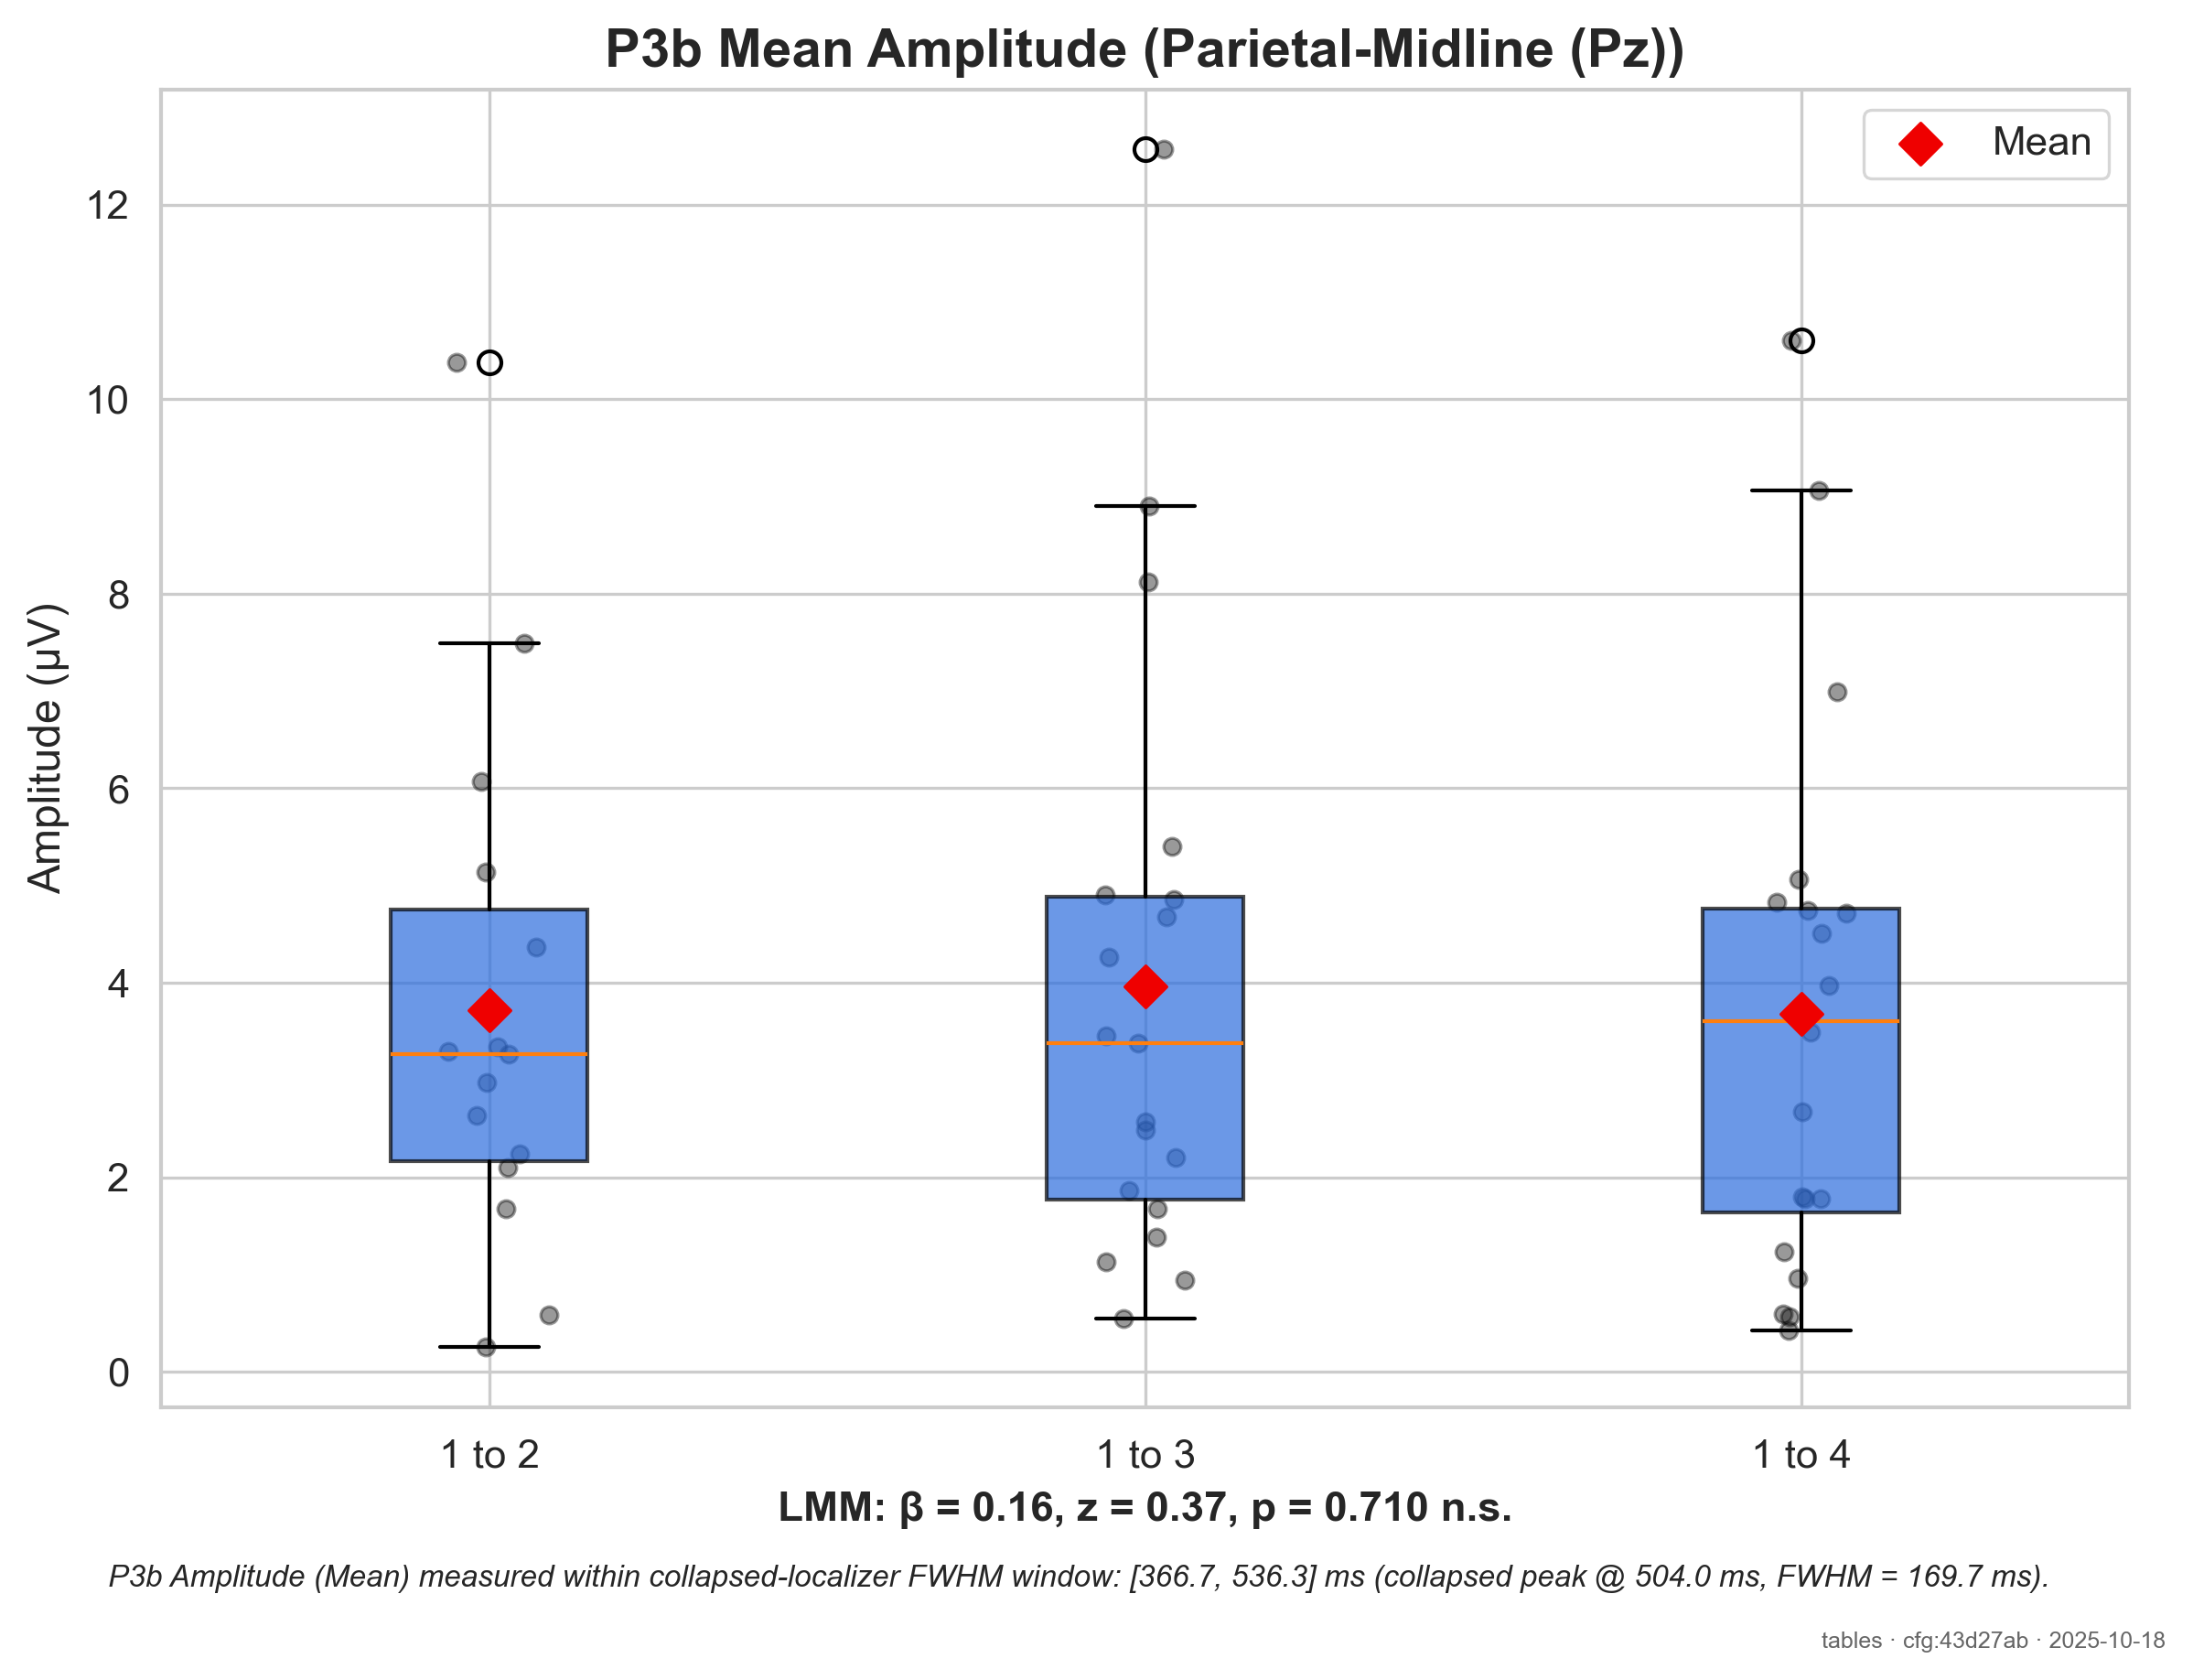 P3b Mean Amplitude (Parietal-Midline (Pz))
Mean
Amplitude (µV)
12
10
8
6
4
2
0
1 to 2
1 to 3
1 to 4
LMM: β = 0.16, z = 0.37, p = 0.710 n.s.
P3b Amplitude (Mean) measured within collapsed-localizer FWHM window: [366.7, 536.3] ms (collapsed peak @ 504.0 ms, FWHM = 169.7 ms).
tables · cfg:43d27ab · 2025-10-18